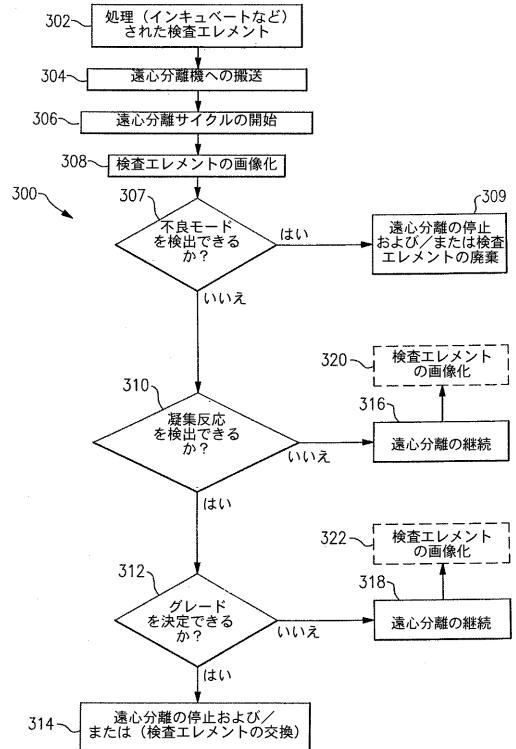 302
処理（インキュベートなど）
された検査エレメント
304
遠心分離機への搬送
306
遠心分離サイクルの開始
308
検査エレメントの画像化
300
307
不良モード
を検出できる
か？
はい
309
遠心分離の停止
および／または検査
エレメントの廃棄
いいえ
320
検査エレメント
の画像化
310
凝集反応
を検出できる
か？
いいえ
316
遠心分離の継続
はい
322
検査エレメント
の画像化
312
グレード
を決定できる
か？
いいえ
318
遠心分離の継続
はい
314
遠心分離の停止および／
または（検査エレメントの交換）